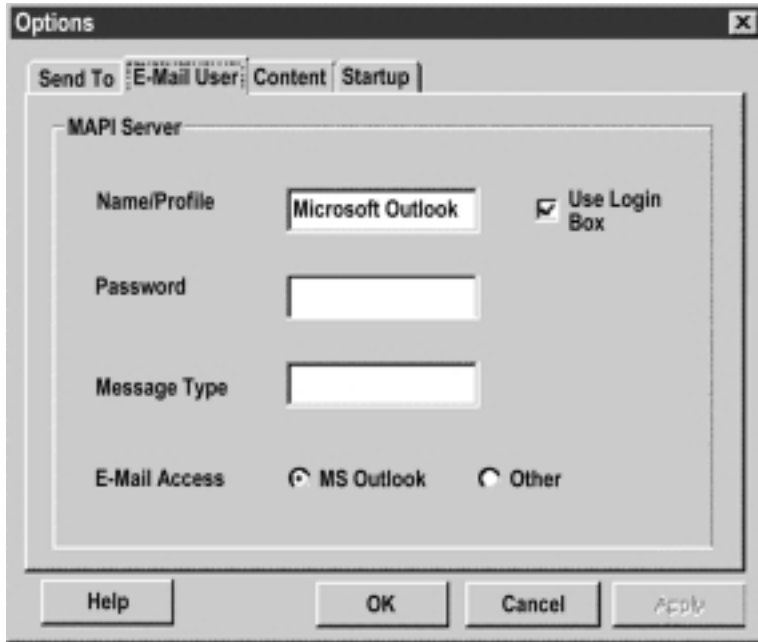 Options
Send To E-Mail User Content Startup
MAPI Server
Name/Profile Microsoft Outlook Use Login
Box
Password
Message Type
E-Mail Access MS Outlook Other
Help OK Cancel Apply